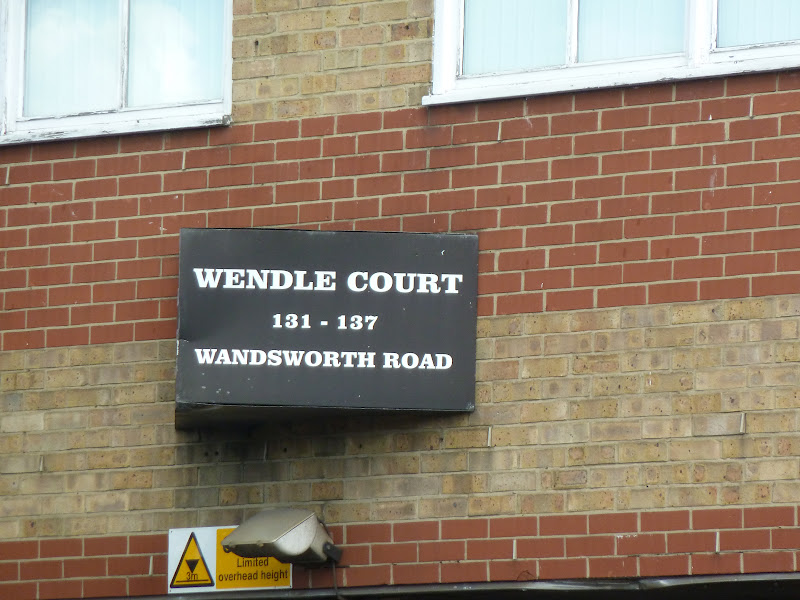 WENDLE COURT
131 - 137
WANDSWORTH ROAD
3m
Limited
overhead height